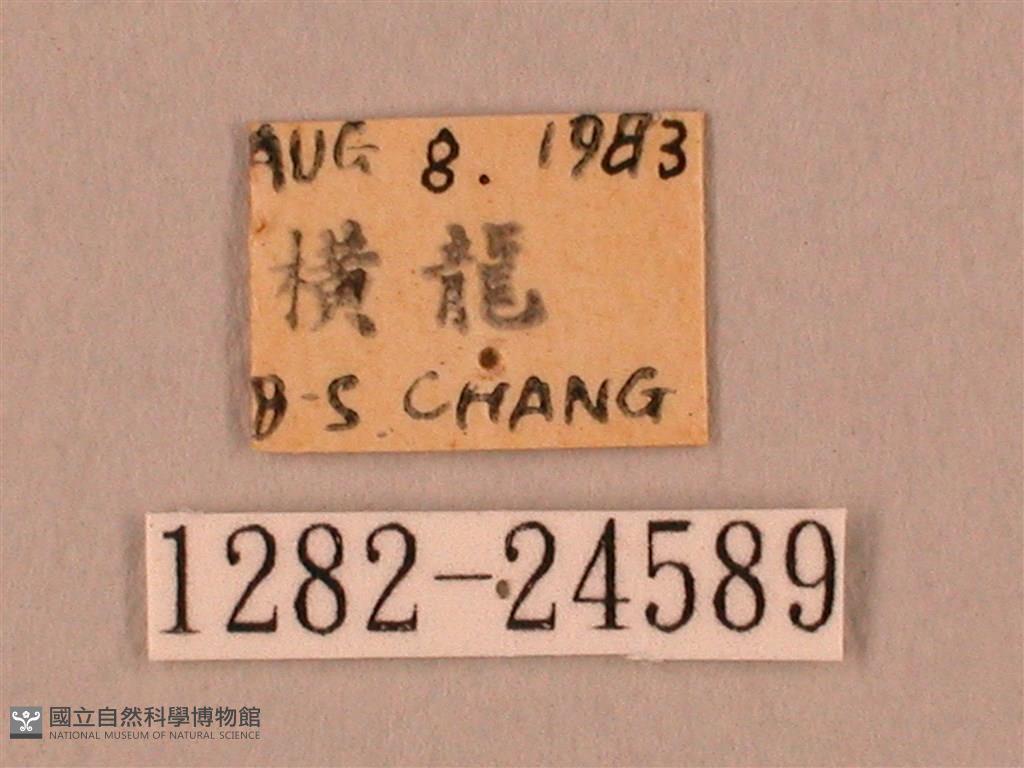 AUG 8. 1983
橫龍
B-S CHANG
1282-24589
國立自然科學博物館
NATIONAL MUSEUM OF NATURAL SCIENCE